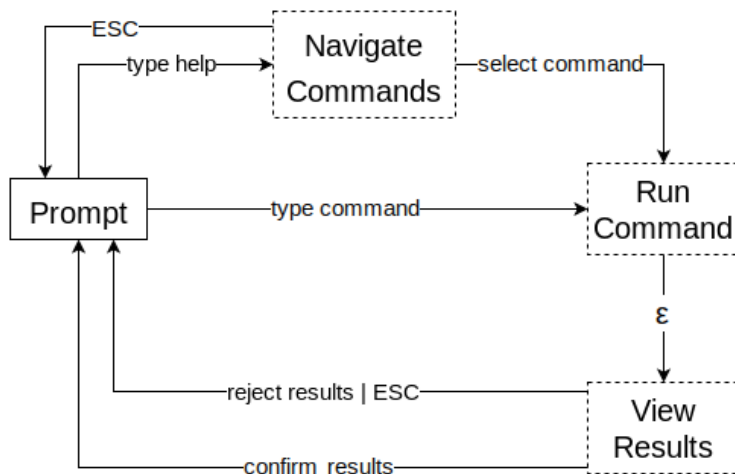 ESC
type help
Navigate
Commands
select command
Prompt
type command
Run
Command
ε
reject results | ESC
View
Results
confirm results